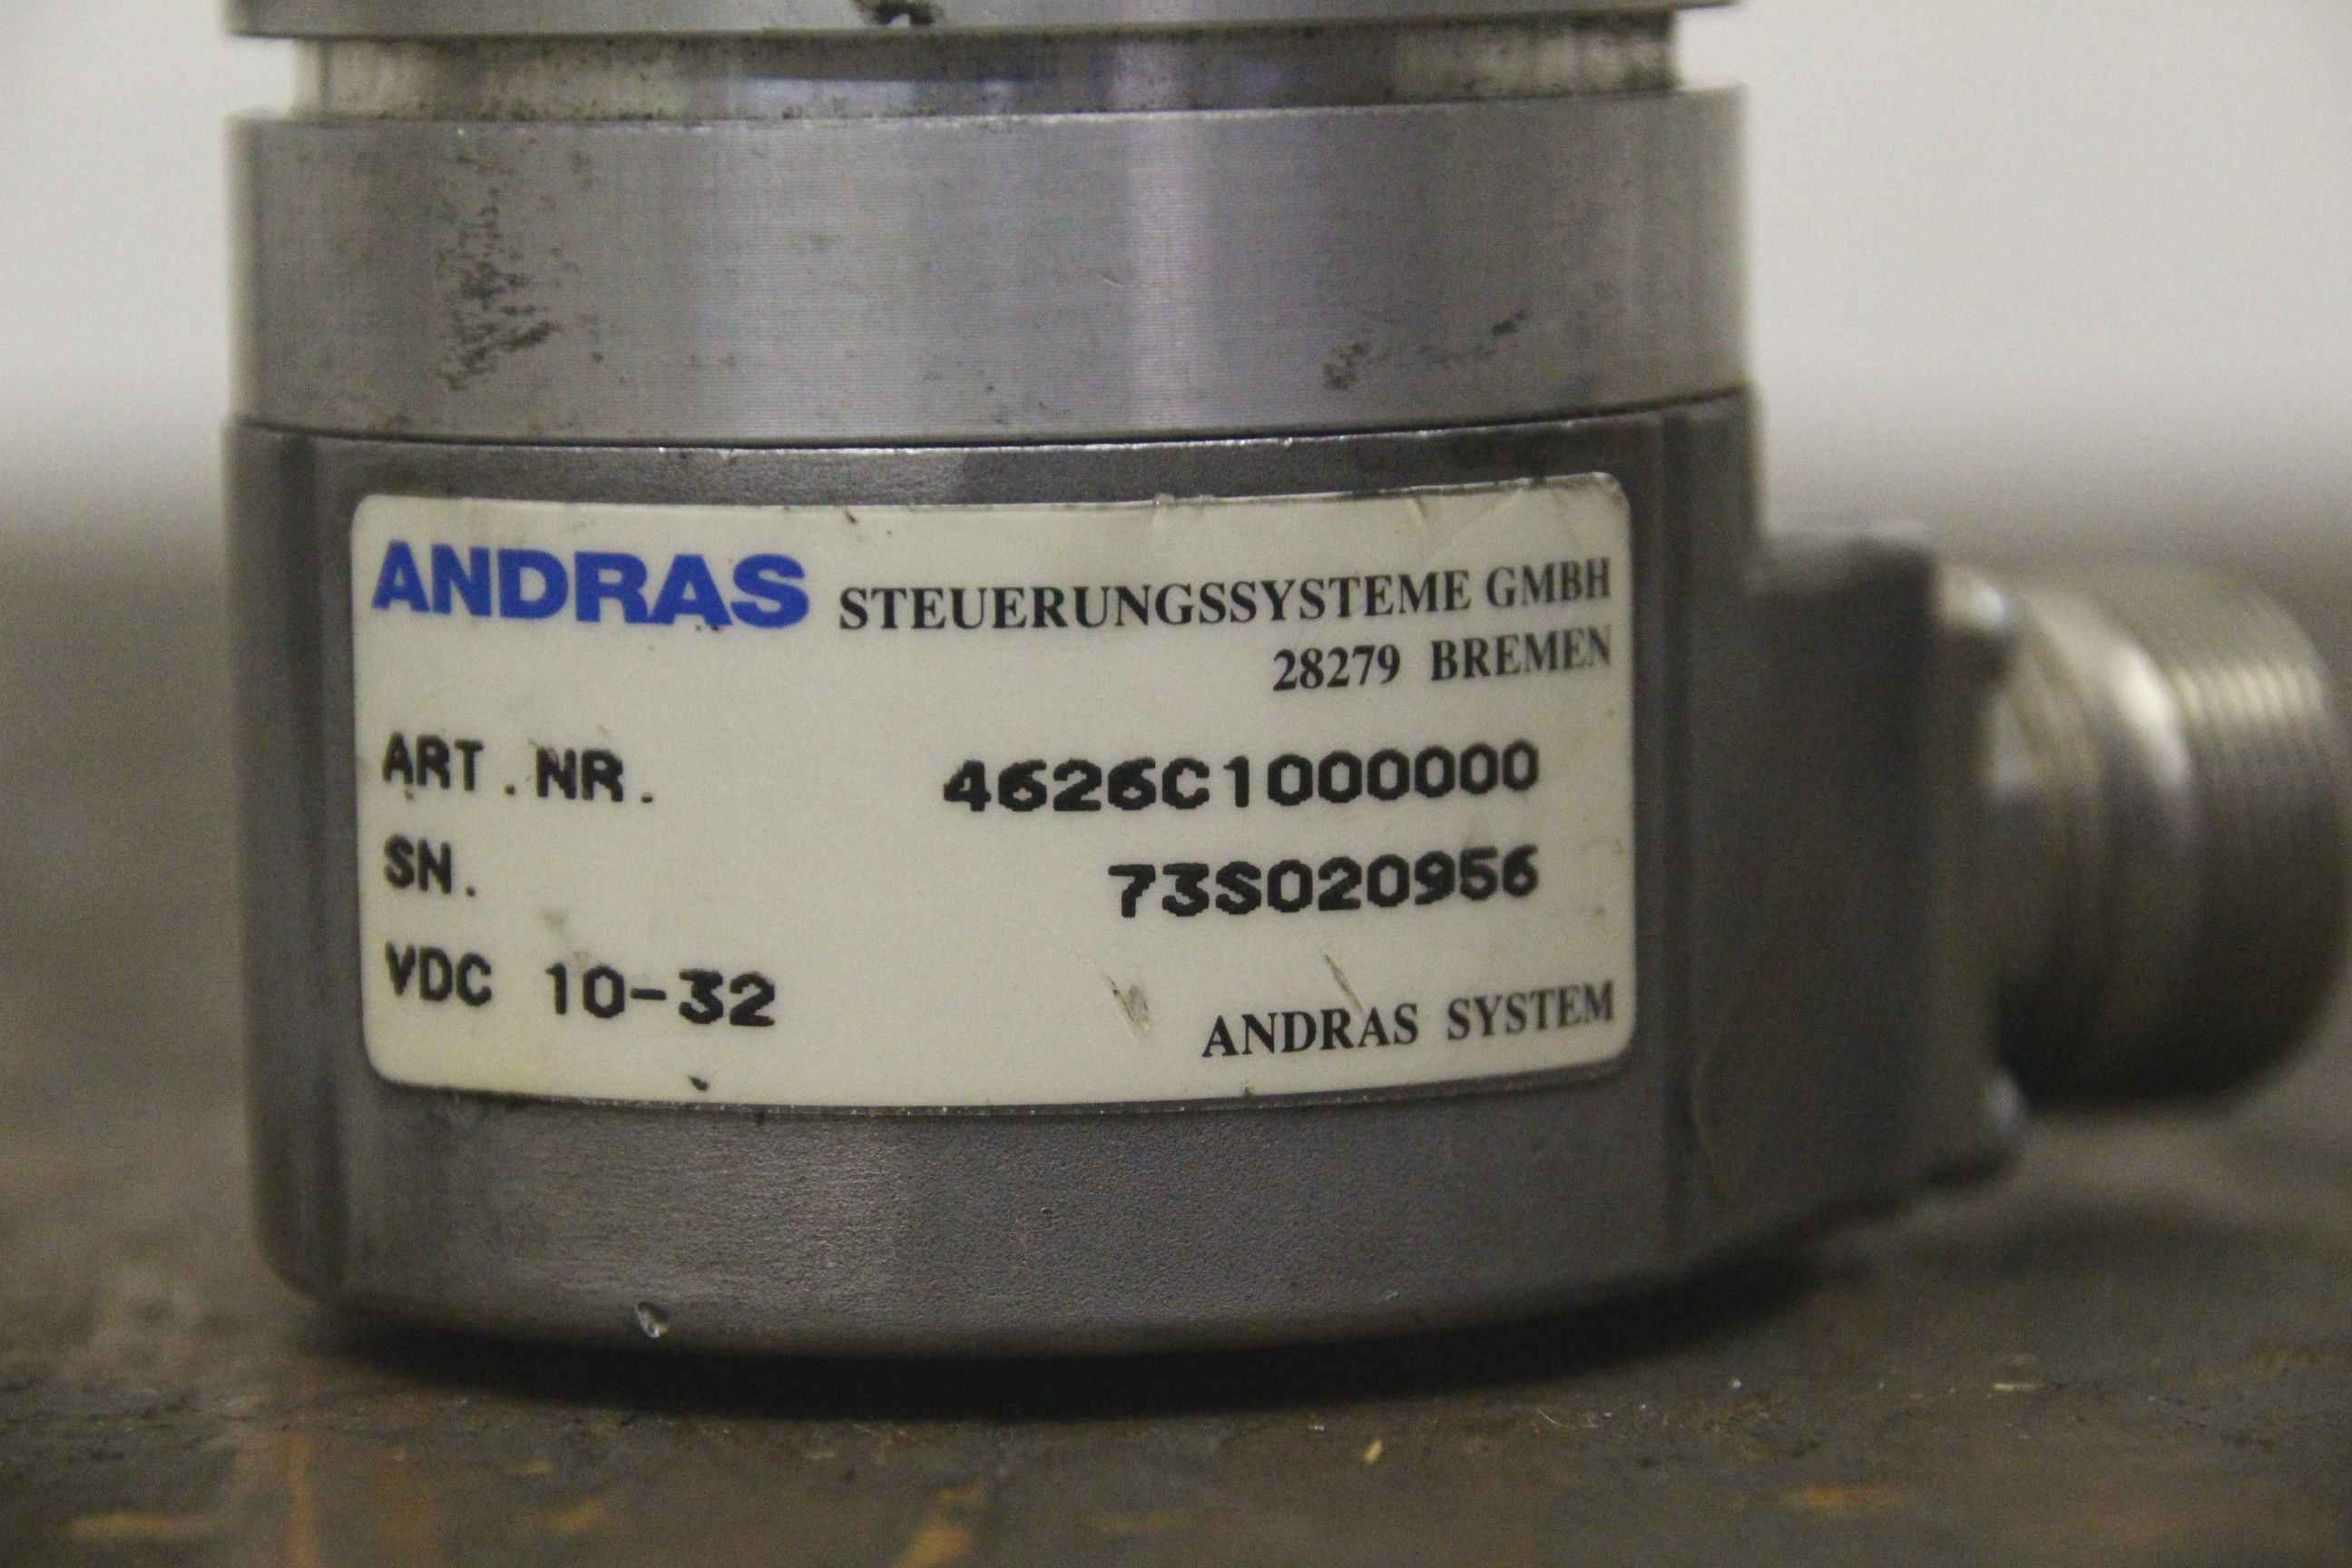 ANDRAS STEUERUNGSSYSTEME GMBH
28279 BREMEN
ART.NR. 4626C1000000
SN. 73S020956
VDC 10-32
ANDRAS SYSTEM